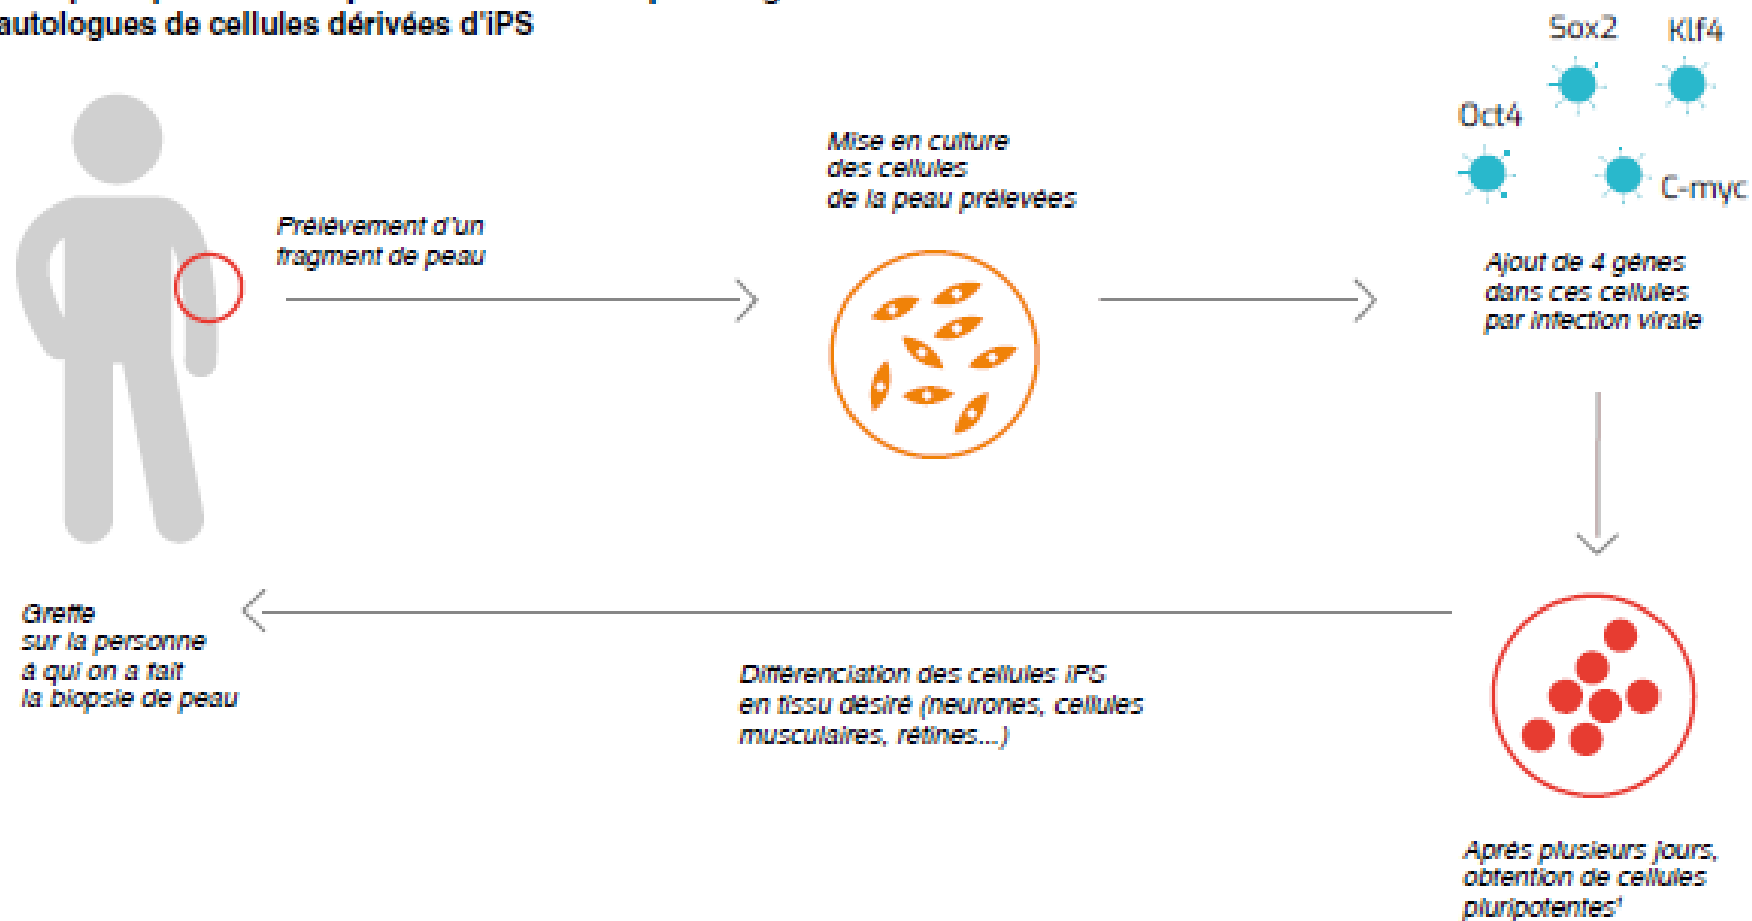 autologues de cellules dérivées d'iPS
Sox2
Klf4
Oct4
C-myc
Prélèvement d'un
fragment de peau
Mise en culture
des cellules
de la peau prélevées
Ajout de 4 gènes
dans ces cellules
par infection virale
Greffe
sur la personne
à qui on a fait
la biopsie de peau
Différenciation des cellules iPS
en tissu désiré (neurones, cellules
musculaires, rétines...)
Après plusieurs jours,
obtention de cellules
pluripotentes¹